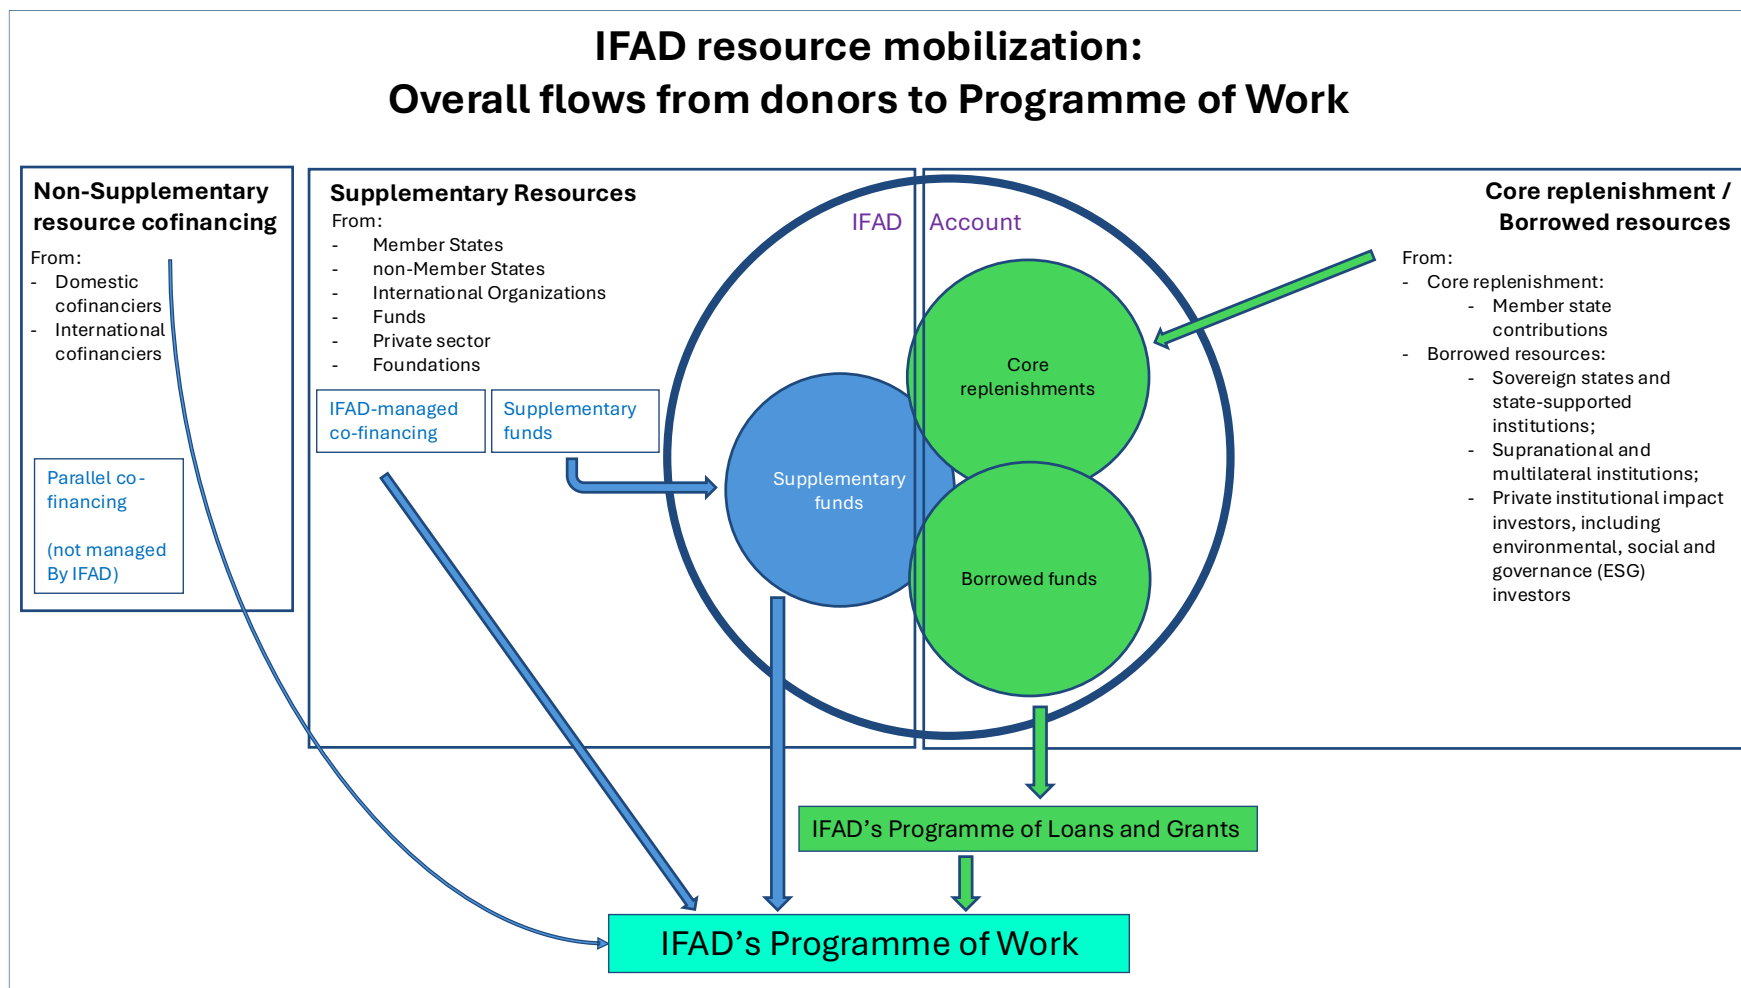 IFAD resource mobilization:
Overall flows from donors to Programme of Work
Non-Supplementary
resource cofinancing
From:
- Domestic
cofinanciers
- International
cofinanciers
Parallel co-
financing
(not managed
By IFAD)
Supplementary Resources
From:
- Member States
- non-Member States
- International Organizations
- Funds
- Private sector
- Foundations
IFAD-managed
co-financing
Supplementary
funds
IFAD Account
Supplementary
funds
Core
replenishments
Borrowed funds
Core replenishment /
Borrowed resources
From:
- Core replenishment:
- Member state
contributions
- Borrowed resources:
- Sovereign states and
state-supported
institutions;
- Supranational and
multilateral institutions;
- Private institutional impact
investors, including
environmental, social and
governance (ESG)
investors
IFAD's Programme of Loans and Grants
IFAD's Programme of Work